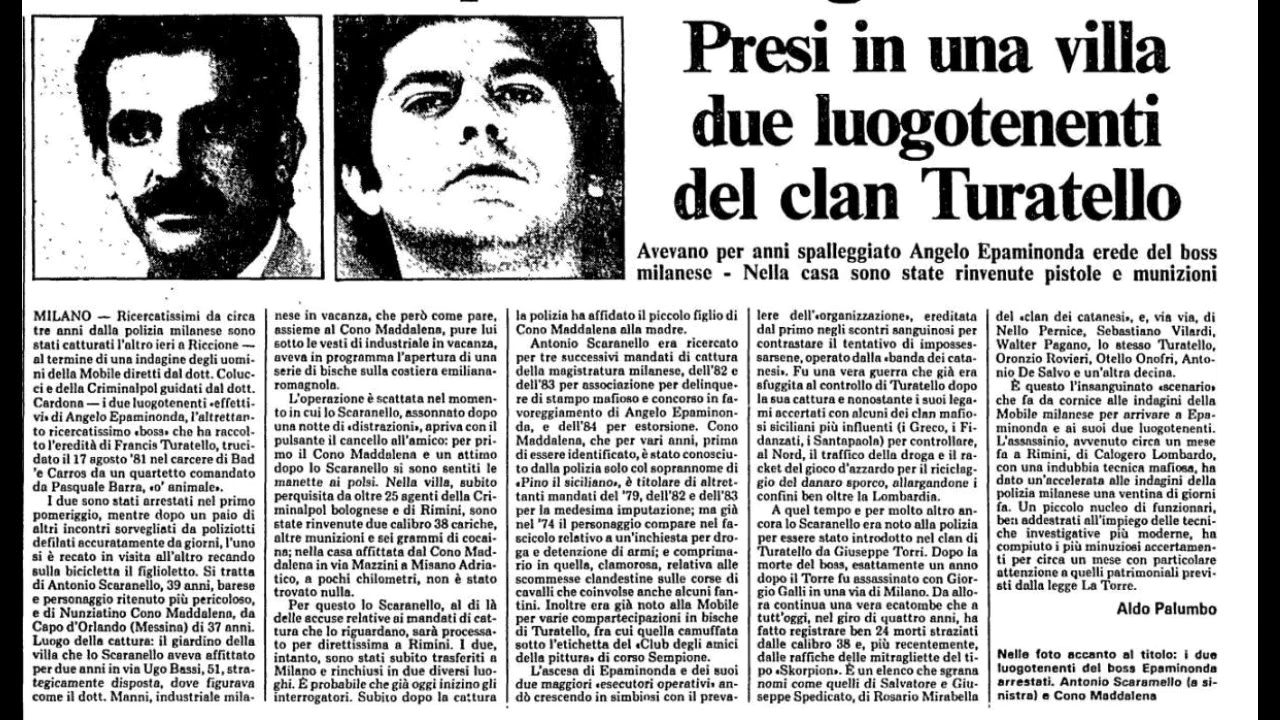 Presi in una villa
due luogotenenti
del clan Turatello
Avevano per anni spalleggiato Angelo Epaminonda erede del boss
milanese - Nella casa sono state rinvenute pistole e munizioni
MILANO — Ricercatissimi da circa
tre anni dalla polizia milanese sono
stati catturati l'altro ieri a Riccione —
al termine di una indagine degli uomi-
ni della Mobile diretti dal dott. Coluc-
ci e della Criminalpol guidati dal dott.
Cardona — i due luogotenenti «effetti-
vi» di Angelo Epaminonda, l'altrettan-
to ricercatissimo «boss» che ha raccol-
to l'eredità di Francis Turatello, truci-
dato il 17 agosto '81 nel carcere di Bad
'e Carros da un quartetto comandato
da Pasquale Barra, «o' animale».
I due sono stati arrestati nel primo
pomeriggio, mentre dopo un paio di
altri incontri sorvegliati da poliziotti
defilati accuratamente da giorni, l'uno
si è recato in visita all'altro recando
sulla bicicletta il figlioletto. Si tratta
di Antonio Scaranello, 39 anni, barese
e personaggio ritenuto più pericoloso,
e di Nunziatino Cono Maddalena, da
Capo d'Orlando (Messina) di 37 anni.
Luogo della cattura: il giardino della
villa che lo Scaranello aveva affittato
per due anni in via Ugo Bassi, 51, stra-
tegicamente disposta, dove figurava
come il dott. Manni, industriale mila-
nese in vacanza, che però come pare,
assieme al Cono Maddalena, pure lui
sotto le vesti di industriale in vacanza,
aveva in programma l'apertura di una
serie di bische sulla costiera emiliana-
romagnola.
L'operazione è scattata nel momen-
to in cui lo Scaranello, assonnato dopo
una notte di «distrazioni», apriva con il
pulsante il cancello all'amico: per pri-
mo il Cono Maddalena e un attimo
dopo lo Scaranello si sono sentiti le
manette ai polsi. Nella villa, subito
perquisita da oltre 25 agenti della Cri-
minalpol bolognese e di Rimini, sono
state rinvenute due calibro 38 cariche,
altre munizioni e sei grammi di cocai-
na; nella casa affittata dal Cono Mad-
dalena in via Mazzini a Misano Adria-
tico, a pochi chilometri, non è stato
trovato nulla.
Per questo lo Scaranello, al di là
delle accuse relative ai mandati di cat-
tura che lo riguardano, sarà processa-
to per direttissima a Rimini. I due,
intanto, sono stati subito trasferiti a
Milano e rinchiusi in due diversi luo-
ghi. È probabile che già oggi inizino gli
interrogatori. Subito dopo la cattura
la polizia ha affidato il piccolo figlio di
Cono Maddalena alla madre.
Antonio Scaranello era ricercato
per tre successivi mandati di cattura
della magistratura milanese, dell'82 e
dell'83 per associazione per delinque-
re di stampo mafioso e concorso in fa-
voreggiamento di Angelo Epaminon-
da, e dell'84 per estorsione. Cono
Maddalena, che per vari anni, prima
di essere identificato, è stato conosciu-
to dalla polizia solo col soprannome di
«Pino il siciliano», è titolare di altret-
tanti mandati del '79, dell'82 e dell'83
per la medesima imputazione; ma già
nel '74 il personaggio compare nel fa-
scicolo relativo a un'inchiesta per dro-
ga e detenzione di armi; e comprima-
rio in quella, clamorosa, relativa alle
scommesse clandestine sulle corse di
cavalli che coinvolse anche alcuni fan-
tini. Inoltre era già noto alla Mobile
per varie compartecipazioni in bische
di Turatello, fra cui quella camuffata
sotto l'etichetta del «Club degli amici
della pittura» di corso Sempione.
L'ascesa di Epaminonda e dei suoi
due maggiori «esecutori operativi» an-
dò crescendo in simbiosi con il preva-
lere dell'«organizzazione», ereditata
dal primo negli scontri sanguinosi per
contrastare il tentativo di imposses-
sarsene, operato dalla «banda dei cata-
nesi». Fu una vera guerra che già era
sfuggita al controllo di Turatello dopo
la sua cattura e nonostante i suoi lega-
mi accertati con alcuni dei clan mafio-
si siciliani più influenti (i Greco, i Fi-
danzati, i Santapaola) per controllare,
al Nord, il traffico della droga e il ra-
cket del gioco d'azzardo per il riciclag-
gio del danaro sporco, allargandone i
confini ben oltre la Lombardia.
A quel tempo e per molto altro an-
cora lo Scaranello era noto alla polizia
per essere stato introdotto nel clan di
Turatello da Giuseppe Torri. Dopo la
morte del boss, esattamente un anno
dopo il Torre fu assassinato con Gior-
gio Galli in una via di Milano. Da allo-
ra continua una vera ecatombe che a
tutt'oggi, nel giro di quattro anni, ha
fatto registrare ben 24 morti straziati
dalle calibro 38 e, più recentemente,
dalle raffiche delle mitragliette del ti-
po «Skorpion». È un elenco che sgrana
nomi come quelli di Salvatore e Giu-
seppe Spedicato, di Rosario Mirabella
del «clan dei catanesi», e, via via, di
Nello Pernice, Sebastiano Vilardi,
Walter Pagano, lo stesso Turatello,
Oronzio Rovieri, Otello Onofri, Anto-
nio De Salvo e un'altra decina.
È questo l'insanguinato «scenario»
che fa da cornice alle indagini della
Mobile milanese per arrivare a Epa-
minonda e ai suoi due luogotenenti.
L'assassinio, avvenuto circa un mese
fa a Rimini, di Calogero Lombardo,
con una indubbia tecnica mafiosa, ha
dato un'accelerata alle indagini della
polizia milanese una ventina di giorni
fa. Un piccolo nucleo di funzionari,
ben addestrati all'impiego delle tecni-
che investigative più moderne, ha
compiuto i più minuziosi accertamen-
ti per circa un mese con particolare
attenzione a quelli patrimoniali previ-
sti dalla legge La Torre.
Aldo Palumbo
Nelle foto accanto al titolo: i due
luogotenenti del boss Epaminonda
arrestati. Antonio Scaramello (a si-
nistra) e Cono Maddalena